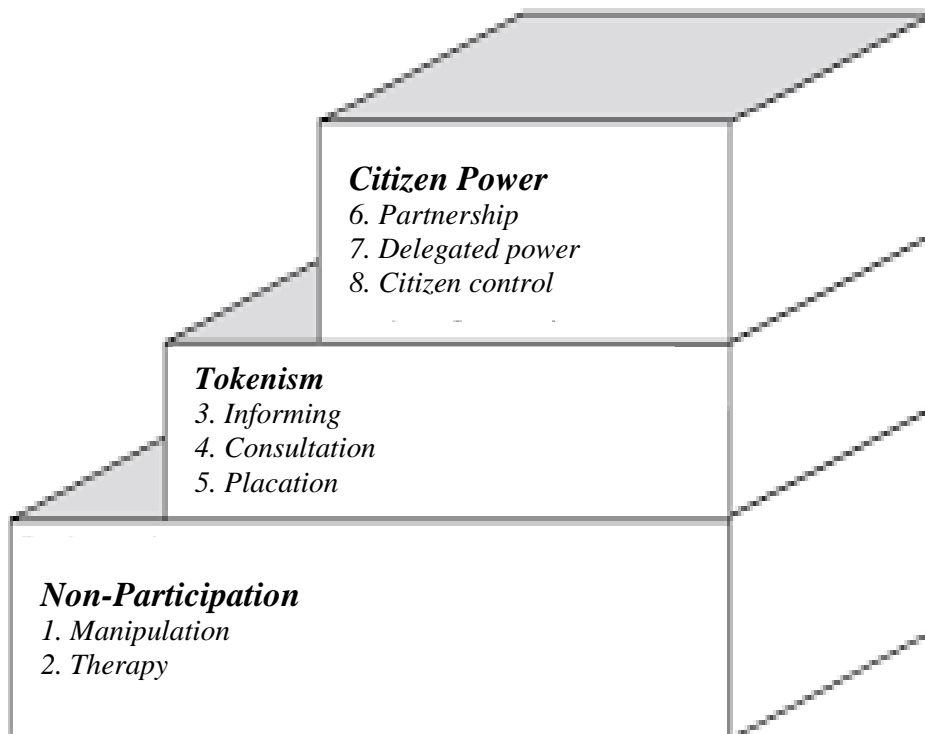 Citizen Power
6. Partnership
7. Delegated power
8. Citizen control
Tokenism
3. Informing
4. Consultation
5. Placation
Non-Participation
1. Manipulation
2. Therapy